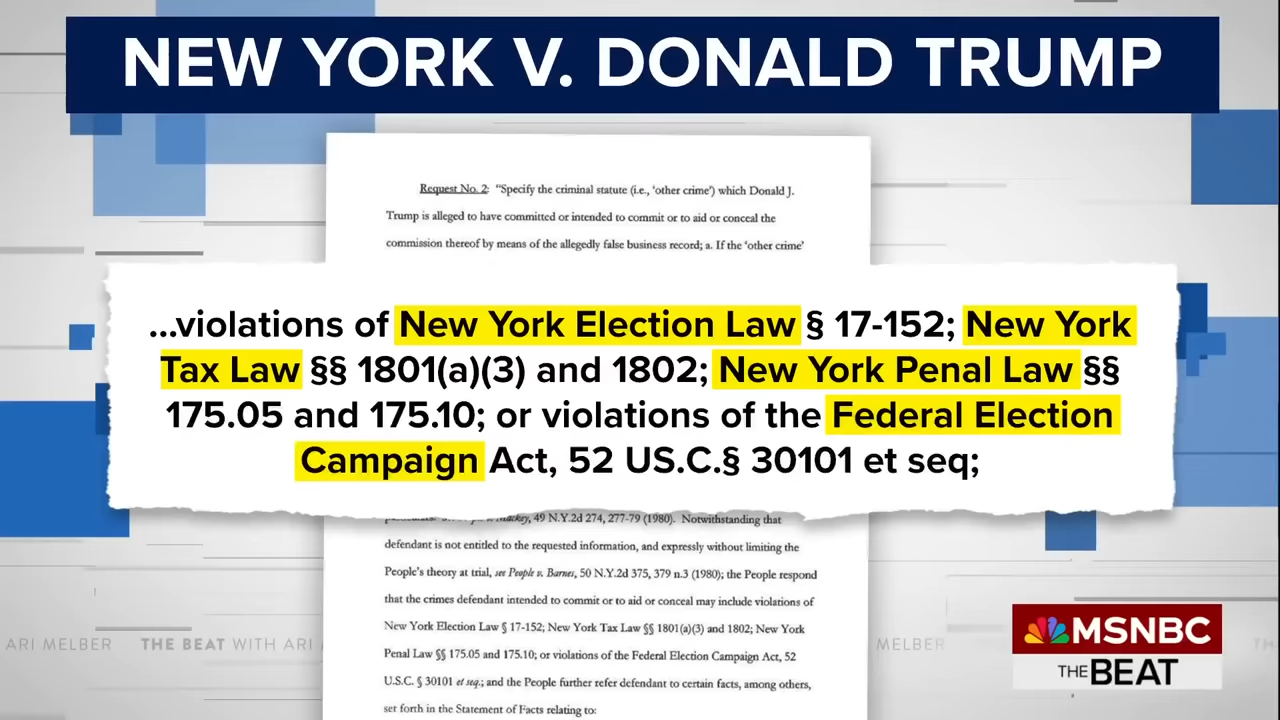 NEW YORK V. DONALD TRUMP
Request No. 2: “Specify the criminal statute (i.e., ‘other crime’) which Donald J.
Trump is alleged to have committed or intended to commit or to aid or conceal the
commission thereof by means of the allegedly false business record; a. If the ‘other crime’
...violations of New York Election Law § 17-152; New York
Tax Law §§ 1801(a)(3) and 1802; New York Penal Law §§
175.05 and 175.10; or violations of the Federal Election
Campaign Act, 52 US.C.§ 30101 et seq;
Mackey, 49 N.Y.2d 274, 277-79 (1980). Notwithstanding that
defendant is not entitled to the requested information, and expressly without limiting the
People’s theory at trial, see People v. Barnes, 50 N.Y.2d 375, 379 n.3 (1980); the People respond
that the crimes defendant intended to commit or to aid or conceal may include violations of
New York Election Law § 17-152; New York Tax Law §§ 1801(a)(3) and 1802; New York
Penal Law §§ 175.05 and 175.10; or violations of the Federal Election Campaign Act, 52
U.S.C. § 30101 et seq.; and the People further refer defendant to certain facts, among others,
set forth in the Statement of Facts relating to:
ARI MELBER THE BEAT WITH ARI MELBER
MSNBC
THE BEAT